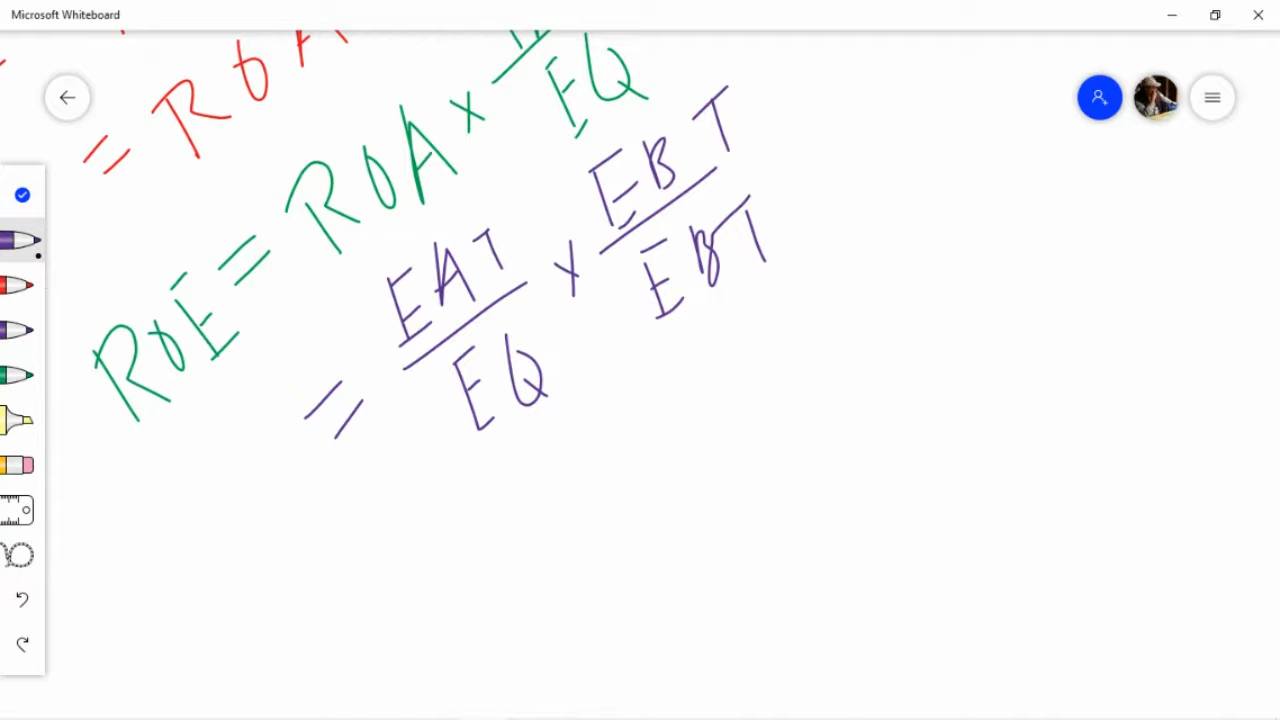 Microsoft Whiteboard
= ROA
ROE = ROA × — EQ
= EAT/EQ × EBT/EBT